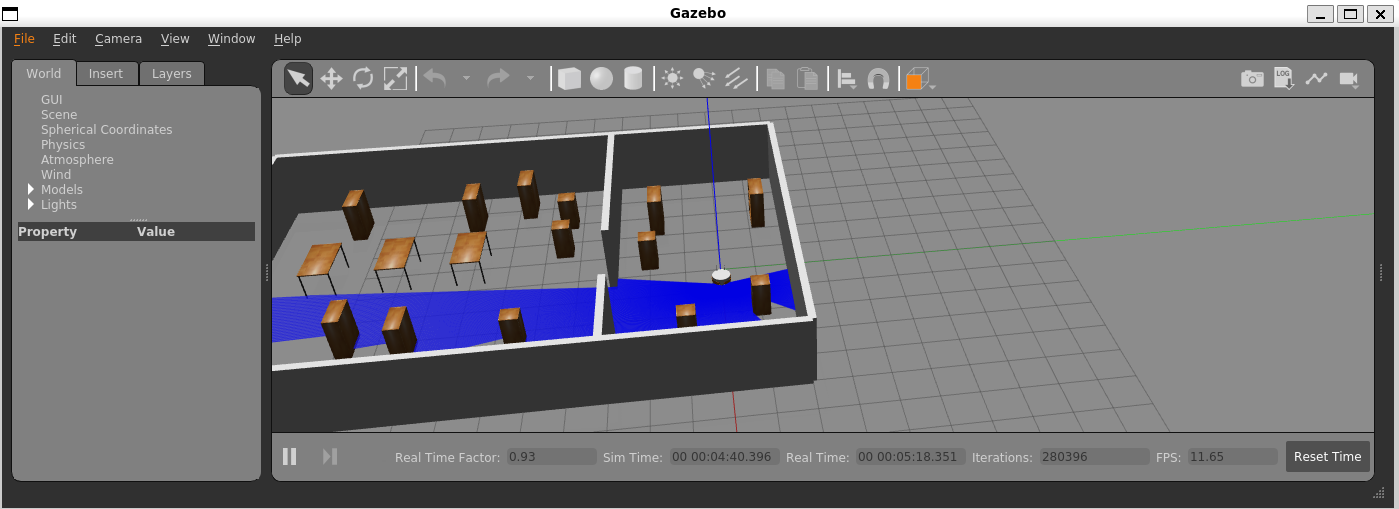 Gazebo
File Edit Camera View Window Help
World Insert Layers
LOG
GUI
Scene
Spherical Coordinates
Physics
Atmosphere
Wind
Models
Lights
Property Value
Real Time Factor: 0.93 Sim Time: 00 00:04:40.396 Real Time: 00 00:05:18.351 Iterations: 280396 FPS: 11.65 Reset Time